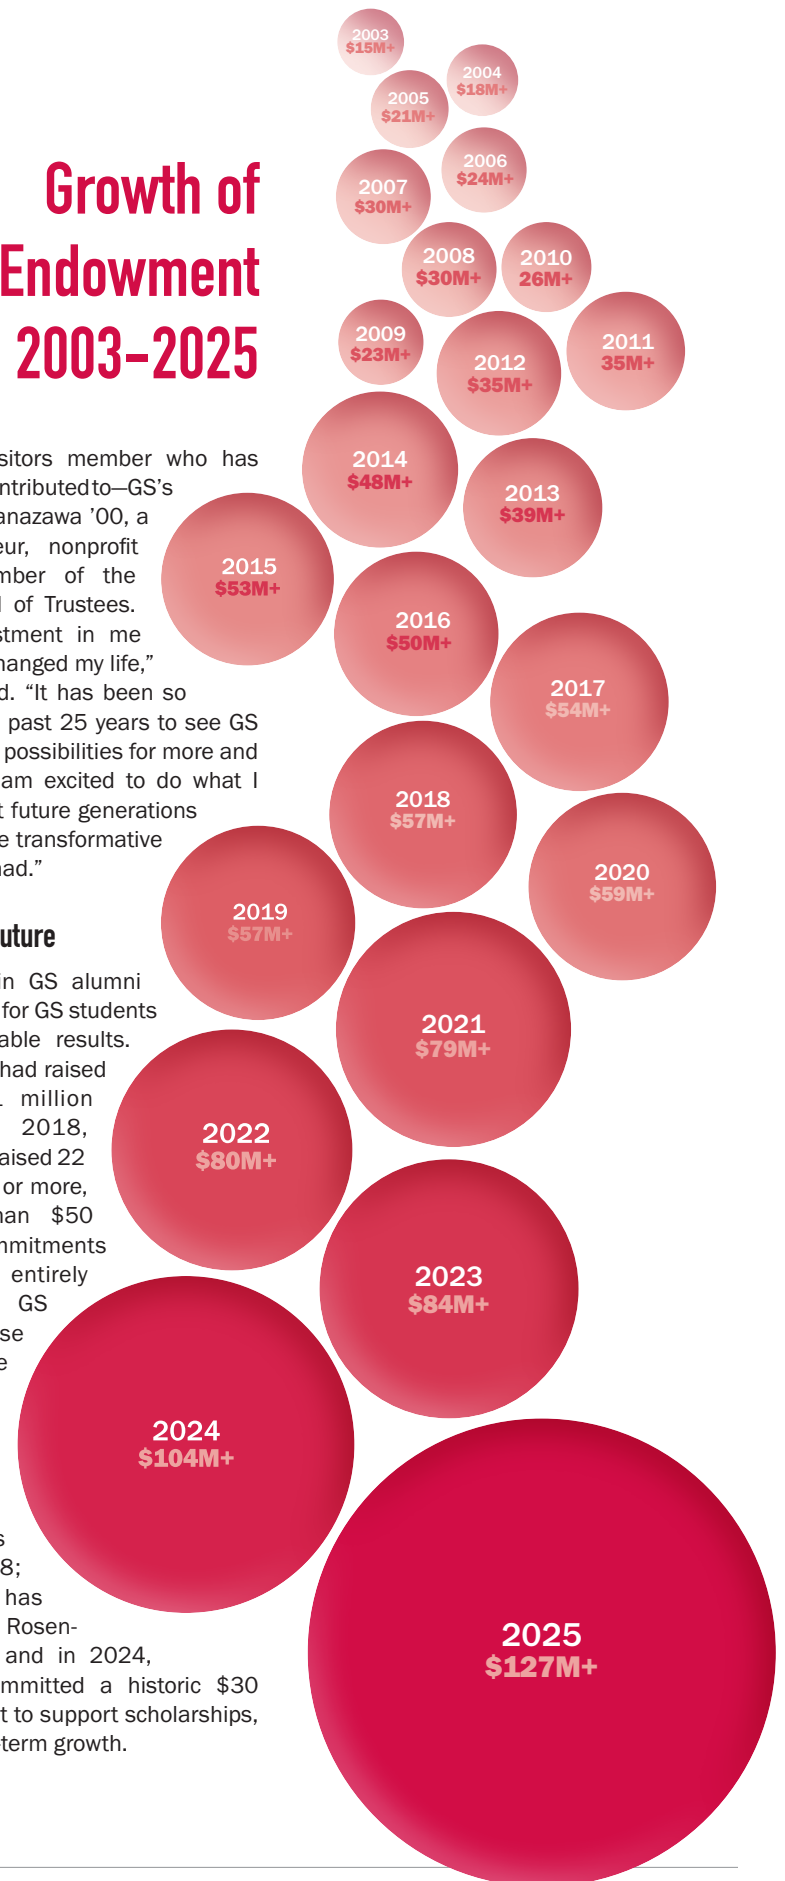 Growth of
Endowment
2003–2025
sitors member who has
ntributed to—GS’s
anazawa ’00, a
eur, nonprofit
mber of the
l of Trustees.
stment in me
hanged my life,”
d. “It has been so
past 25 years to see GS
possibilities for more and
am excited to do what I
t future generations
e transformative
had.”
uture
in GS alumni
for GS students
able results.
had raised
million
2018,
aised 22
or more,
han $50
mmitments
entirely
GS
se
e
s
8;
has
Rosen-
and in 2024,
mmitted a historic $30
t to support scholarships,
-term growth.
2003
$15M+
2004
$18M+
2005
$21M+
2006
$24M+
2007
$30M+
2008
$30M+
2010
26M+
2009
$23M+
2011
35M+
2012
$35M+
2014
$48M+
2013
$39M+
2015
$53M+
2016
$50M+
2017
$54M+
2018
$57M+
2020
$59M+
2019
$57M+
2021
$79M+
2022
$80M+
2023
$84M+
2024
$104M+
2025
$127M+